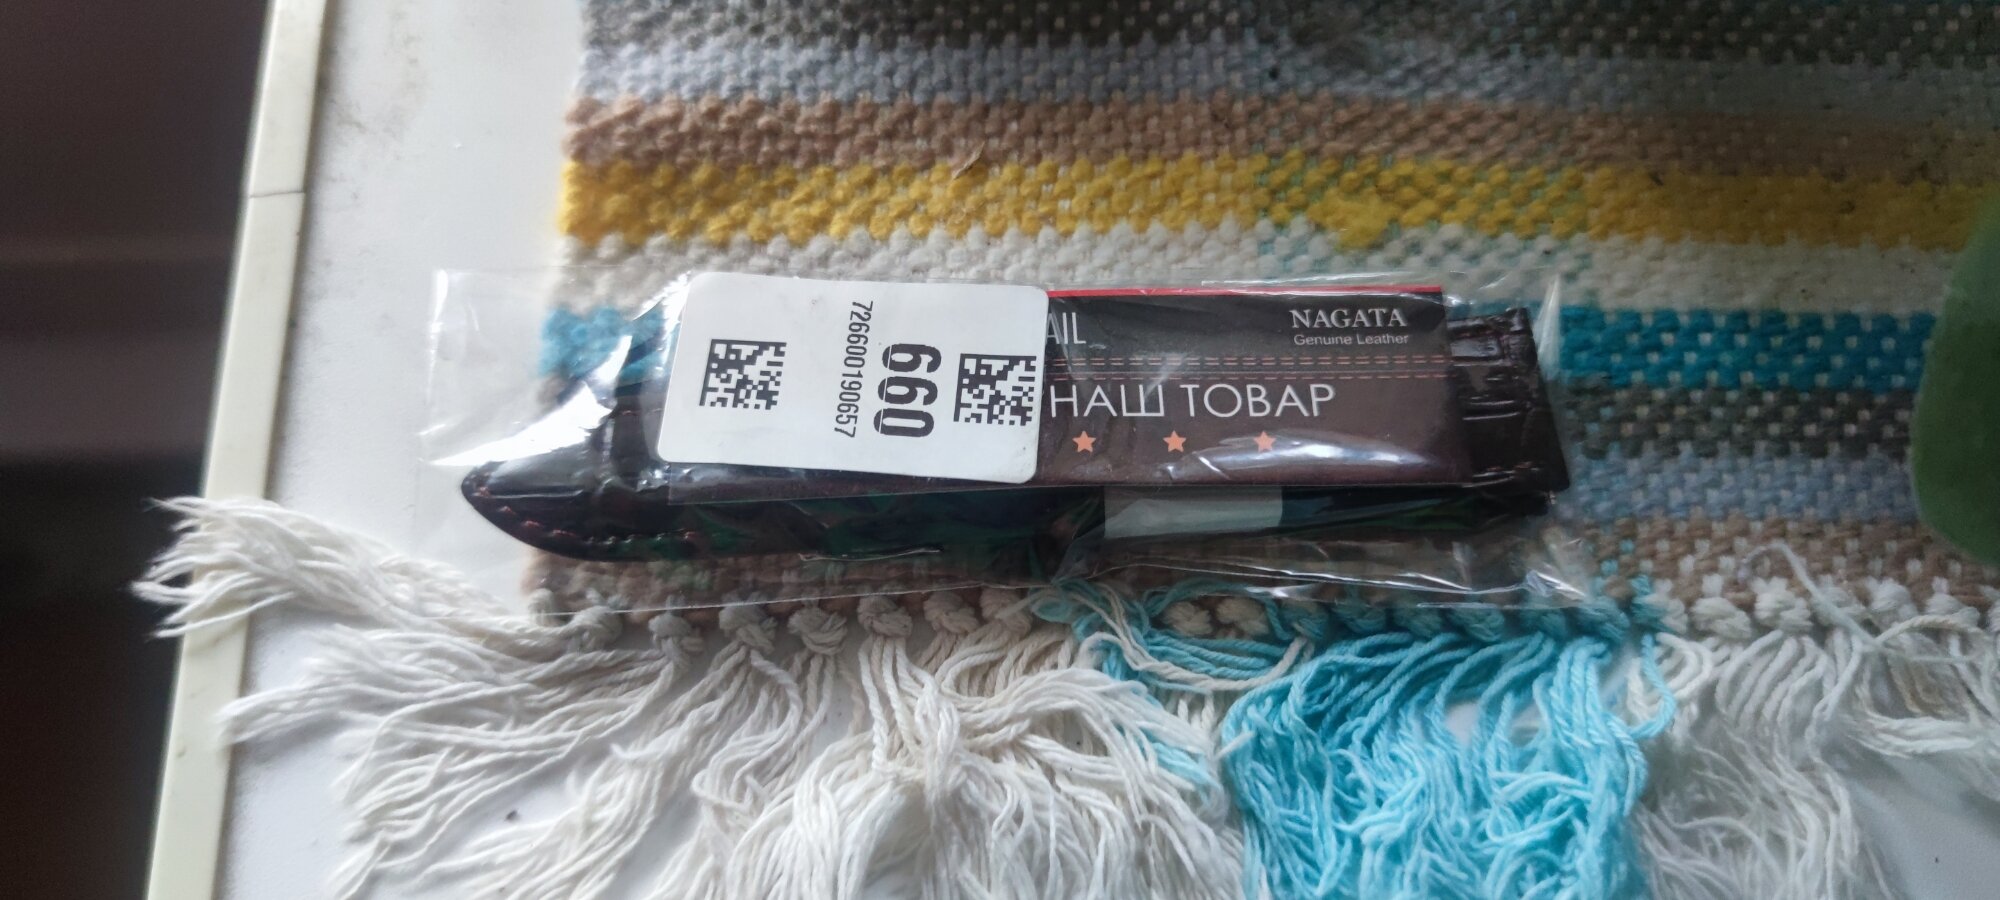 726600190657
660
AIL
NAGATA
Genuine Leather
НАШ ТОВАР